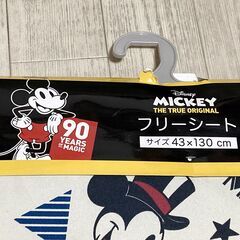 Disney
MICKEY
THE TRUE ORIGINAL
フリーシート
サイズ 43×130 cm
90
YEARS
OF
MAGIC